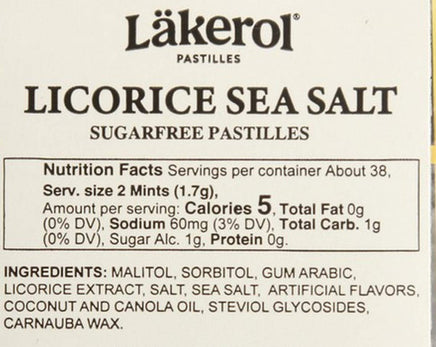 Läkerol®
PASTILLES
LICORICE SEA SALT
SUGARFREE PASTILLES
Nutrition Facts Servings per container About 38,
Serv. size 2 Mints (1.7g),
Amount per serving: Calories 5, Total Fat 0g
(0% DV), Sodium 60mg (3% DV), Total Carb. 1g
(0% DV), Sugar Alc. 1g, Protein 0g.
INGREDIENTS: MALITOL, SORBITOL, GUM ARABIC,
LICORICE EXTRACT, SALT, SEA SALT, ARTIFICIAL FLAVORS,
COCONUT AND CANOLA OIL, STEVIOL GLYCOSIDES,
CARNAUBA WAX.